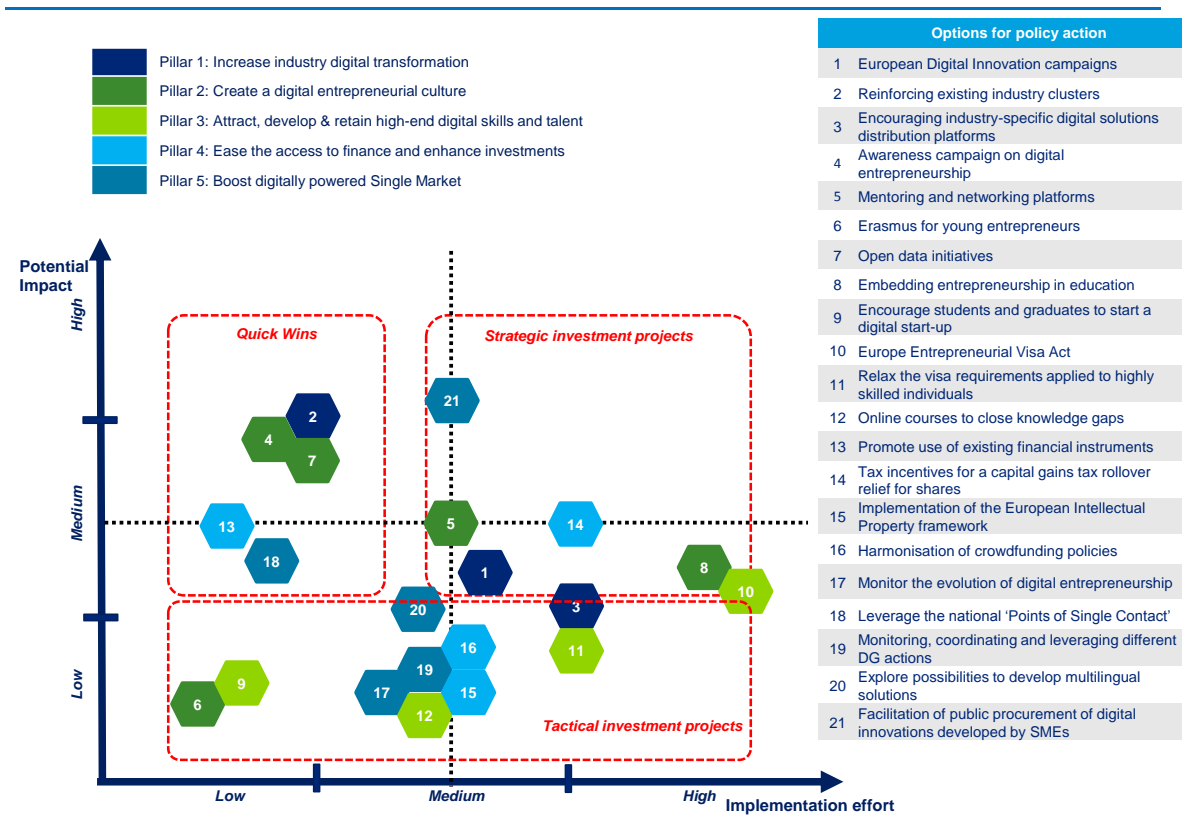 Pillar 1: Increase industry digital transformation
Pillar 2: Create a digital entrepreneurial culture
Pillar 3: Attract, develop & retain high-end digital skills and talent
Pillar 4: Ease the access to finance and enhance investments
Pillar 5: Boost digitally powered Single Market
Potential
Impact
High
Medium
Low
Quick Wins
Strategic investment projects
21
2
4
7
13
18
5
14
1
8
10
3
20
11
16
19
9
17
15
6
12
Tactical investment projects
Low
Medium
High
Implementation effort
Options for policy action
1 European Digital Innovation campaigns
2 Reinforcing existing industry clusters
3 Encouraging industry-specific digital solutions
distribution platforms
4 Awareness campaign on digital
entrepreneurship
5 Mentoring and networking platforms
6 Erasmus for young entrepreneurs
7 Open data initiatives
8 Embedding entrepreneurship in education
9 Encourage students and graduates to start a
digital start-up
10 Europe Entrepreneurial Visa Act
11 Relax the visa requirements applied to highly
skilled individuals
12 Online courses to close knowledge gaps
13 Promote use of existing financial instruments
14 Tax incentives for a capital gains tax rollover
relief for shares
15 Implementation of the European Intellectual
Property framework
16 Harmonisation of crowdfunding policies
17 Monitor the evolution of digital entrepreneurship
18 Leverage the national ‘Points of Single Contact’
19 Monitoring, coordinating and leveraging different
DG actions
20 Explore possibilities to develop multilingual
solutions
21 Facilitation of public procurement of digital
innovations developed by SMEs